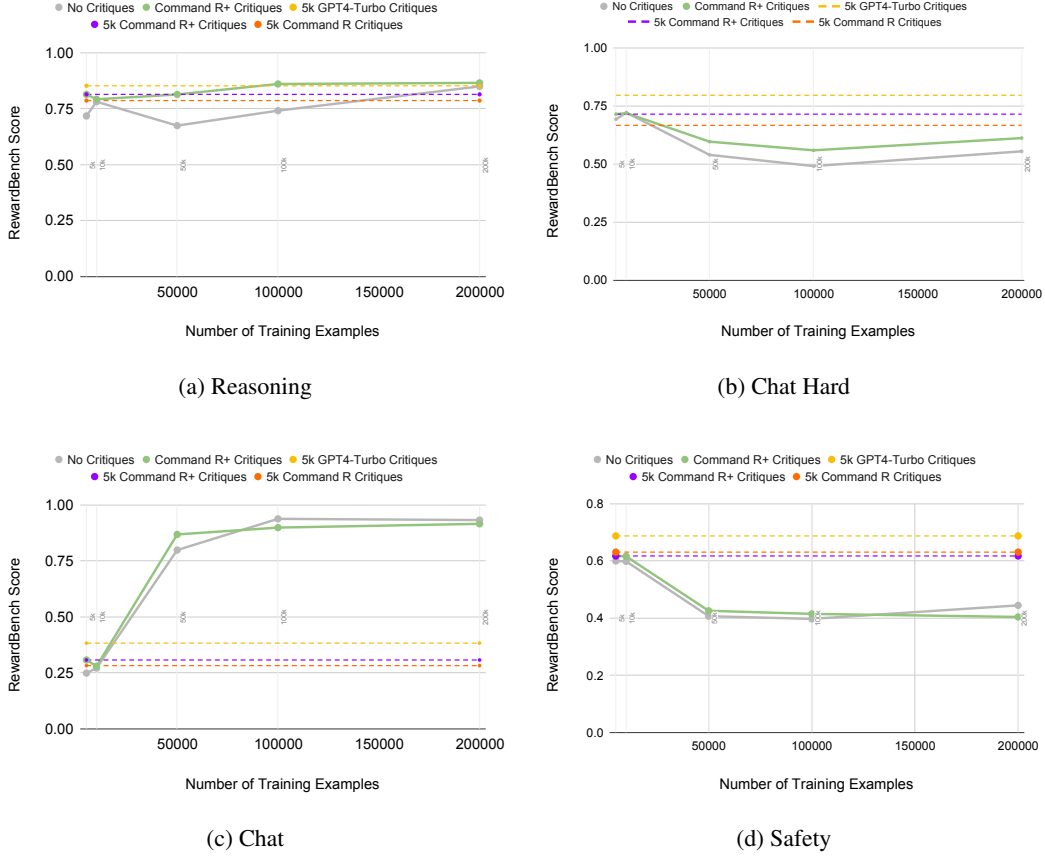 No Critiques Command R+ Critiques 5k GPT4-Turbo Critiques
5k Command R+ Critiques 5k Command R Critiques
1.00
0.75
0.50
0.25
0.00
RewardBench Score
5k
10k
50k
100k
200k
50000 100000 150000 200000
Number of Training Examples
(a) Reasoning
No Critiques Command R+ Critiques 5k GPT4-Turbo Critiques
5k Command R+ Critiques 5k Command R Critiques
1.00
0.75
0.50
0.25
0.00
RewardBench Score
5k
10k
50k
100k
200k
50000 100000 150000 200000
Number of Training Examples
(b) Chat Hard
No Critiques Command R+ Critiques 5k GPT4-Turbo Critiques
5k Command R+ Critiques 5k Command R Critiques
1.00
0.75
0.50
0.25
0.00
RewardBench Score
5k
10k
50k
100k
200k
50000 100000 150000 200000
Number of Training Examples
(c) Chat
No Critiques Command R+ Critiques 5k GPT4-Turbo Critiques
5k Command R+ Critiques 5k Command R Critiques
0.8
0.6
0.4
0.2
0.0
RewardBench Score
5k
10k
50k
100k
200k
50000 100000 150000 200000
Number of Training Examples
(d) Safety